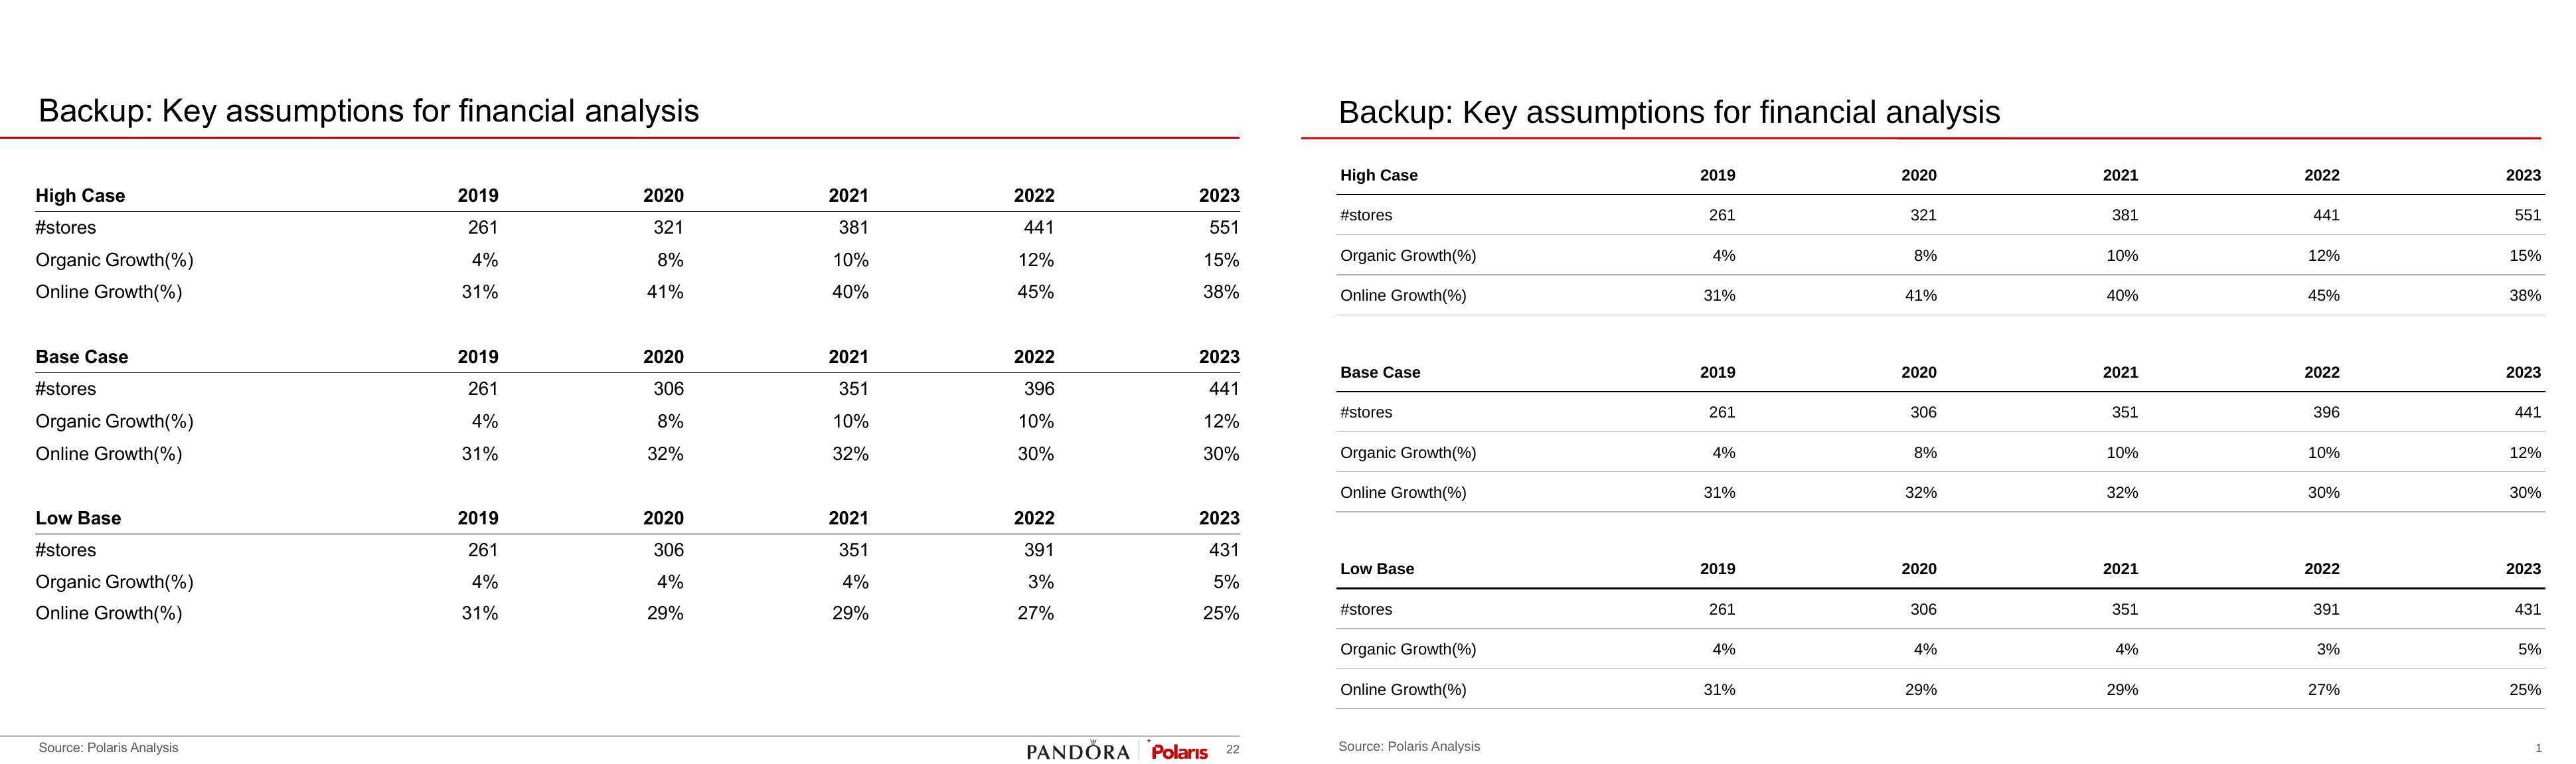 Backup: Key assumptions for financial analysis
High Case 2019 2020 2021 2022 2023
#stores 261 321 381 441 551
Organic Growth(%) 4% 8% 10% 12% 15%
Online Growth(%) 31% 41% 40% 45% 38%
Base Case 2019 2020 2021 2022 2023
#stores 261 306 351 396 441
Organic Growth(%) 4% 8% 10% 10% 12%
Online Growth(%) 31% 32% 32% 30% 30%
Low Base 2019 2020 2021 2022 2023
#stores 261 306 351 391 431
Organic Growth(%) 4% 4% 4% 3% 5%
Online Growth(%) 31% 29% 29% 27% 25%
Source: Polaris Analysis PANDORA Polaris 22
Backup: Key assumptions for financial analysis
High Case 2019 2020 2021 2022 2023
#stores 261 321 381 441 551
Organic Growth(%) 4% 8% 10% 12% 15%
Online Growth(%) 31% 41% 40% 45% 38%
Base Case 2019 2020 2021 2022 2023
#stores 261 306 351 396 441
Organic Growth(%) 4% 8% 10% 10% 12%
Online Growth(%) 31% 32% 32% 30% 30%
Low Base 2019 2020 2021 2022 2023
#stores 261 306 351 391 431
Organic Growth(%) 4% 4% 4% 3% 5%
Online Growth(%) 31% 29% 29% 27% 25%
Source: Polaris Analysis 1